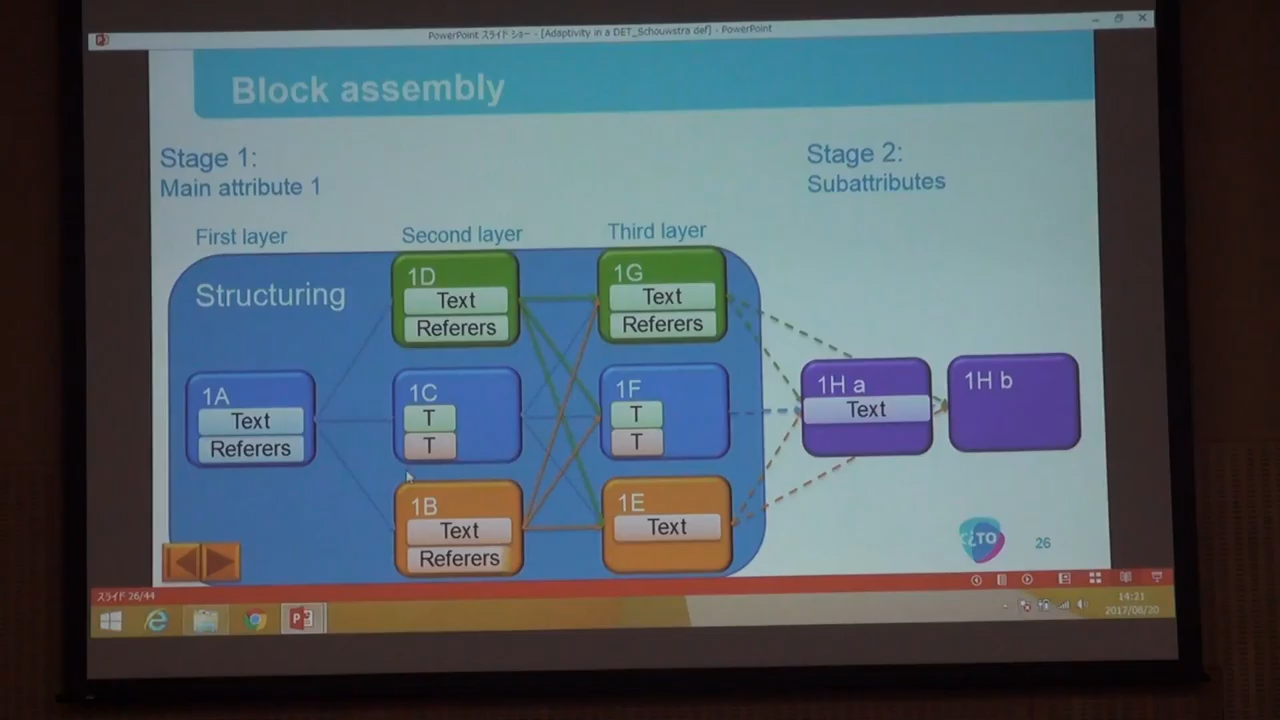 PowerPoint スライド ショー - [Adaptivity in a DET_Schouwstra def] - PowerPoint
Block assembly
Stage 1:
Main attribute 1
Stage 2:
Subattributes
First layer
Second layer
Third layer
Structuring
1D
Text
Referers
1G
Text
Referers
1A
Text
Referers
1C
T
T
1F
T
T
1H a
Text
1H b
1B
Text
Referers
1E
Text
CITO
26
スライド 26/44
14:21
2017/08/20